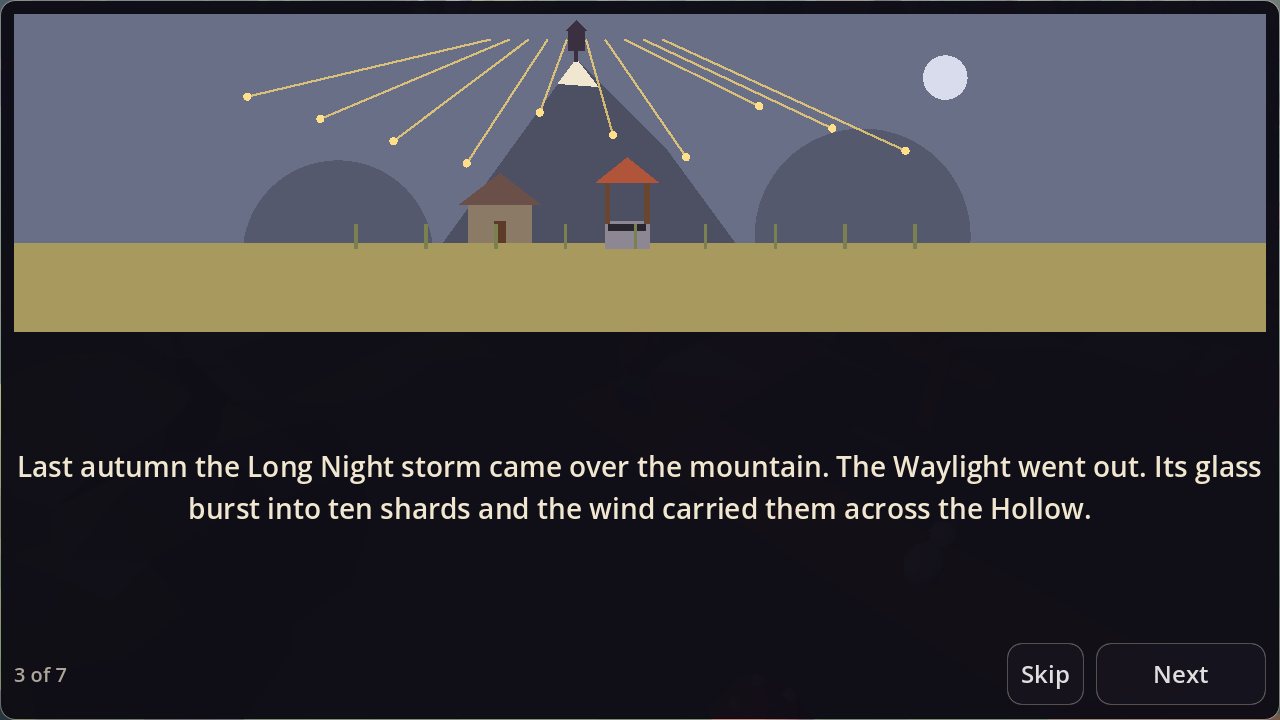 Last autumn the Long Night storm came over the mountain. The Waylight went out. Its glass
burst into ten shards and the wind carried them across the Hollow.
3 of 7
Skip
Next